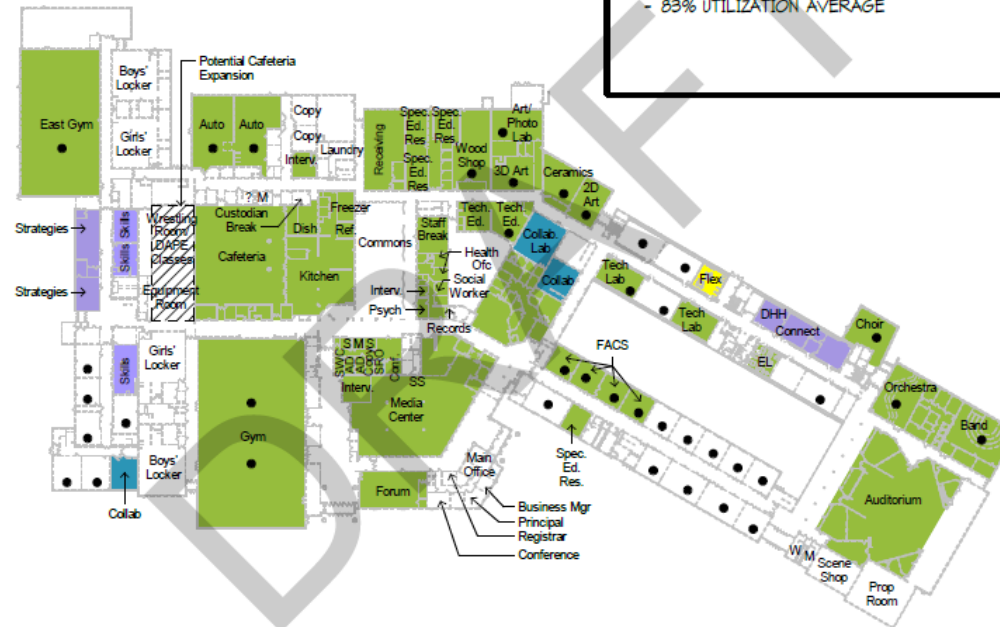 - 83% UTILIZATION AVERAGE
Potential Cafeteria
Expansion
Boys'
Locker
East Gym
Girls'
Locker
Auto
Auto
Copy
Copy
Interv.
Laundry
Receiving
Spec.
Ed.
Res
Spec.
Ed.
Res
Spec.
Ed.
Res
Wood
Shop
Art/
Photo
Lab
3D Art
Ceramics
2D
Art
? M
Custodian
Break
Freezer
Dish
Ref.
Cafeteria
Kitchen
Commons
Strategies
Strategies
Skills
Skills
Wrestling
Room/
DAPE
Classes
Equipment
Room
Staff
Break
Tech.
Ed.
Tech.
Ed.
Collab.
Lab
Collab
Health
Ofc
Social
Worker
Interv.
Psych
Records
Tech
Lab
Flex
Tech
Lab
DHH
Connect
Choir
EL
FACS
Orchestra
Band
Auditorium
Skills
Girls'
Locker
Boys'
Locker
Gym
Collab
SWC
S
AD
M
AD
S
Copy
SRO
Conf.
Interv.
SS
Media
Center
Forum
Main
Office
Business Mgr
Principal
Registrar
Conference
Spec.
Ed.
Res.
W M
Scene
Shop
Prop
Room
DRAFT